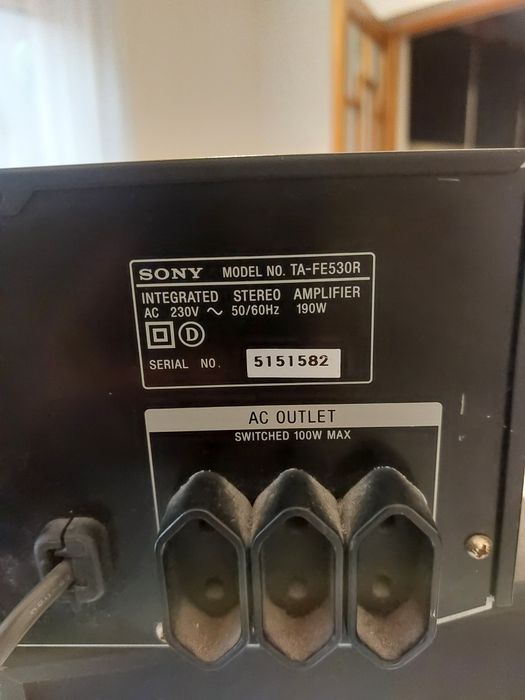 SONY MODEL NO. TA-FE530R
INTEGRATED STEREO AMPLIFIER
AC 230V ~ 50/60Hz 190W
D
SERIAL NO. 5151582
AC OUTLET
SWITCHED 100W MAX